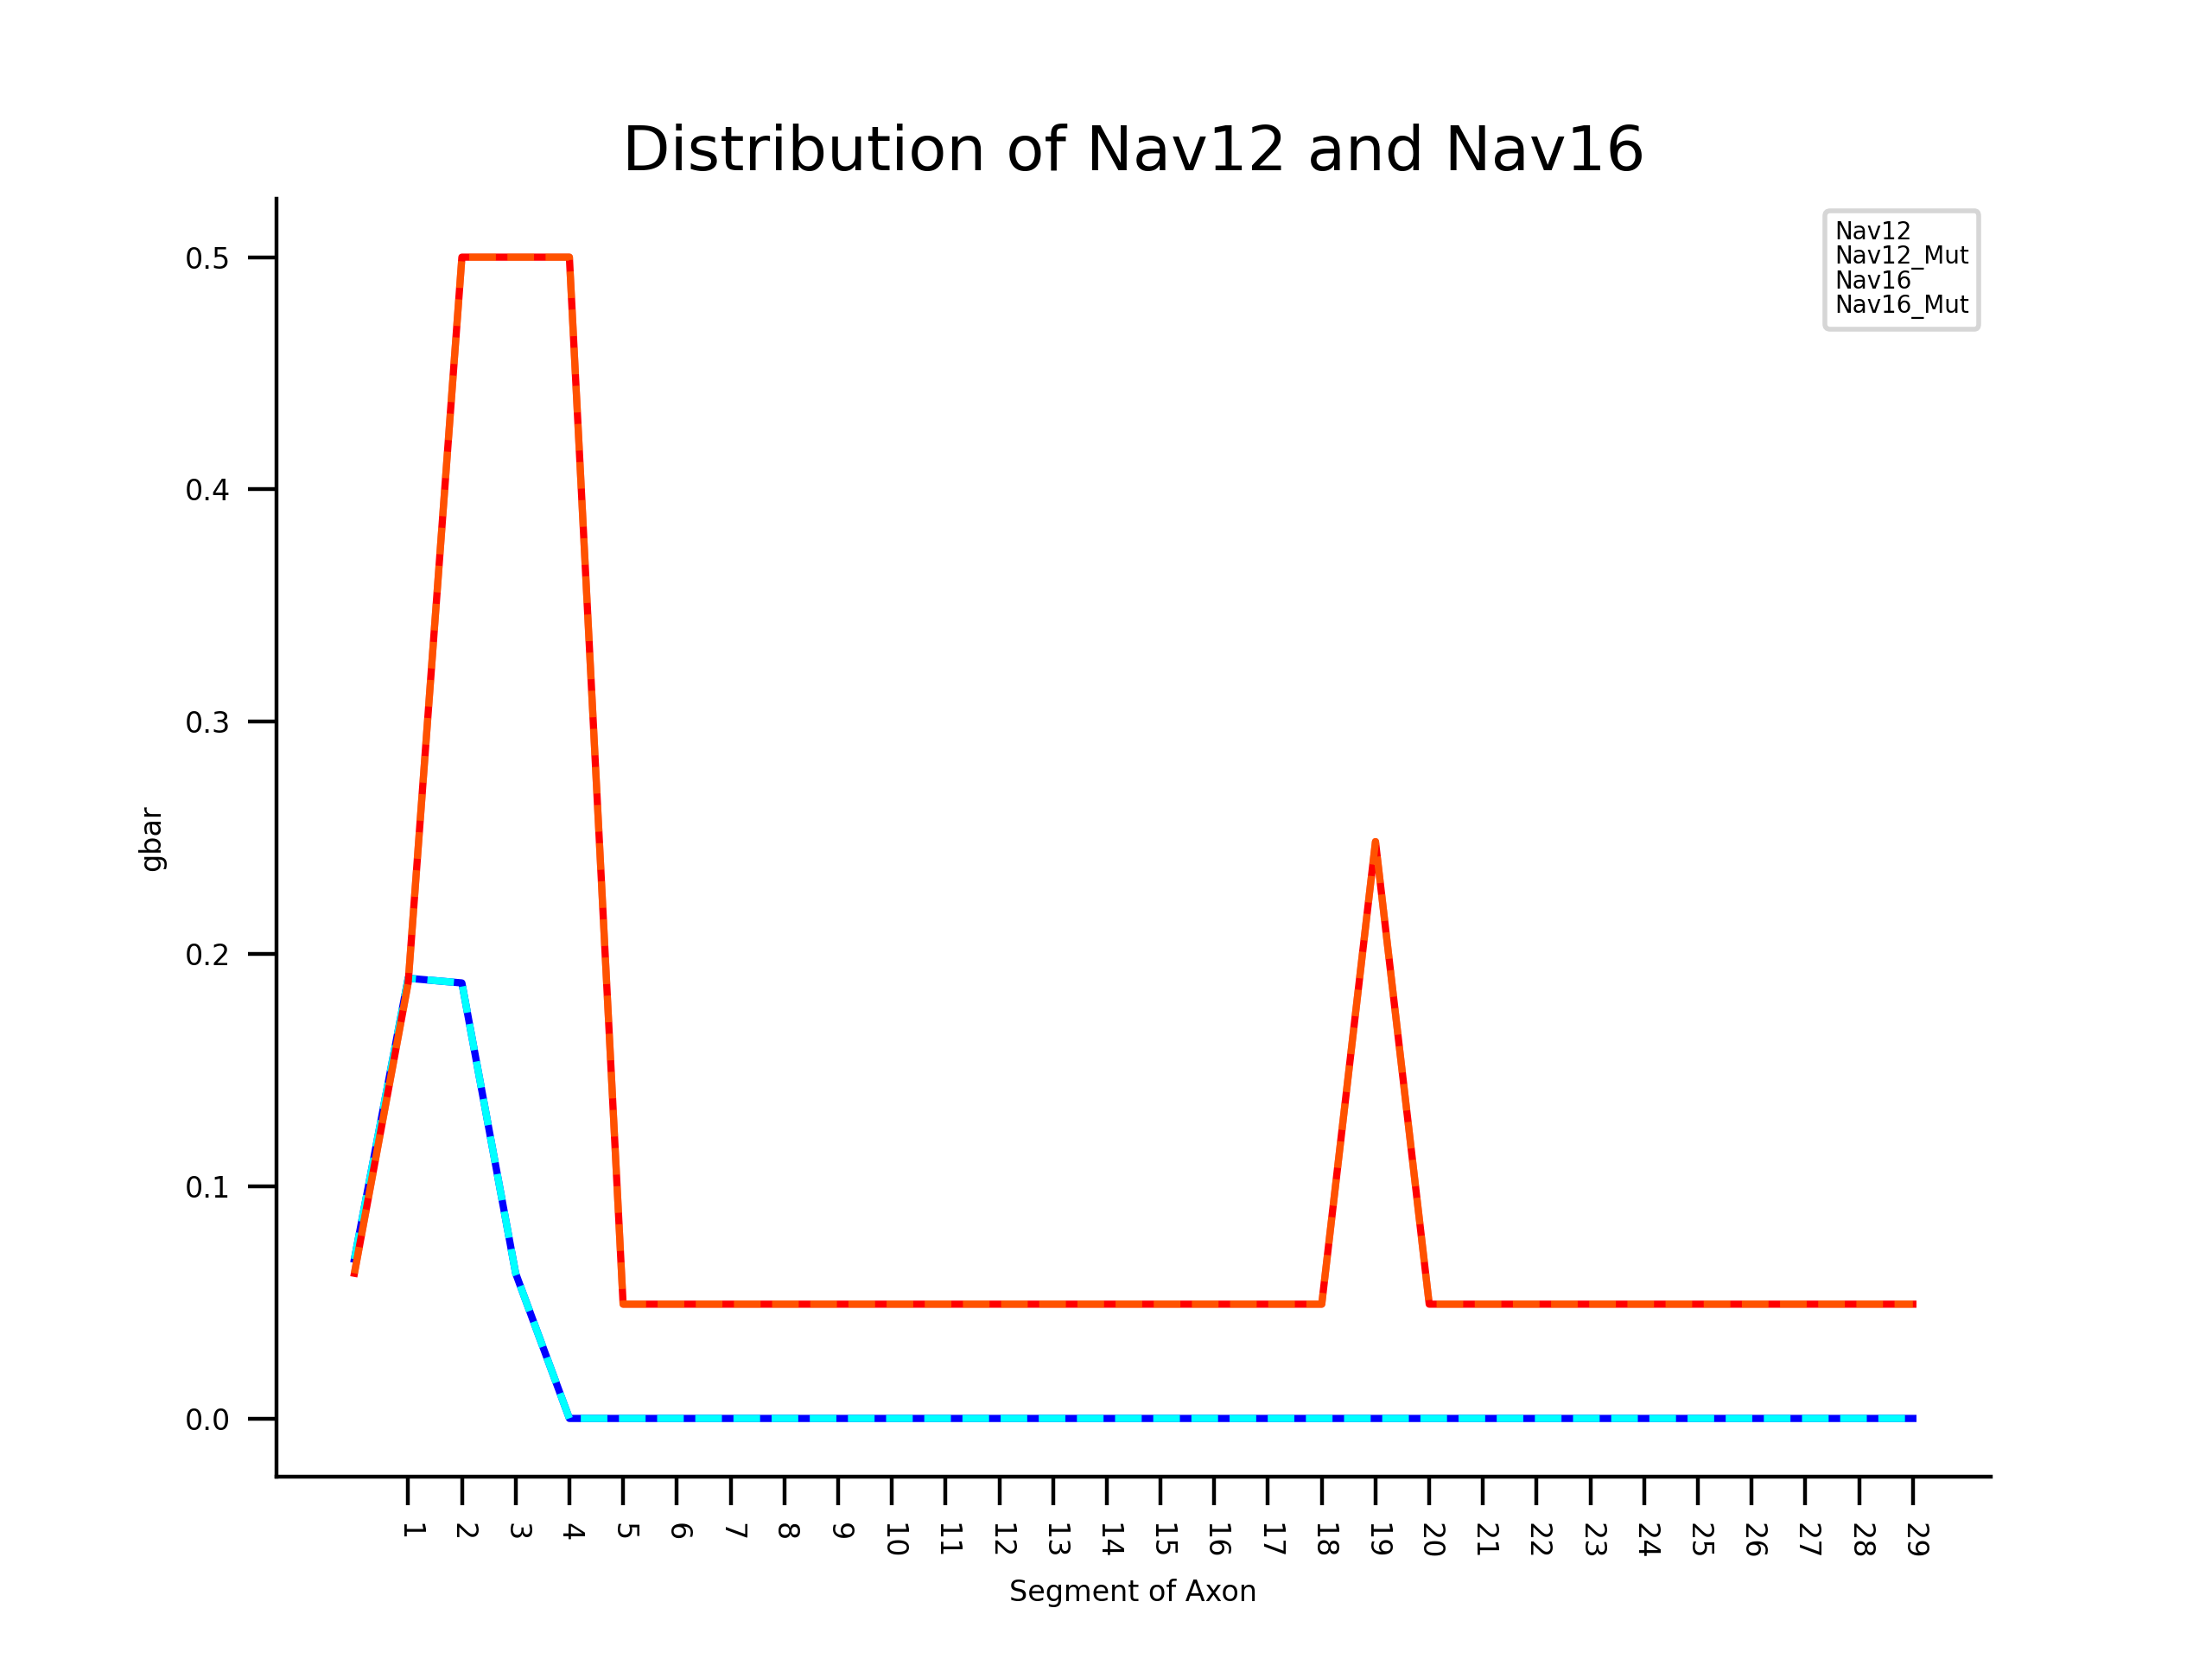 Distribution of Nav12 and Nav16
Nav12
Nav12_Mut
Nav16
Nav16_Mut
0.5
0.4
0.3
0.2
0.1
0.0
gbar
1 2 3 4 5 6 7 8 9 10 11 12 13 14 15 16 17 18 19 20 21 22 23 24 25 26 27 28 29
Segment of Axon